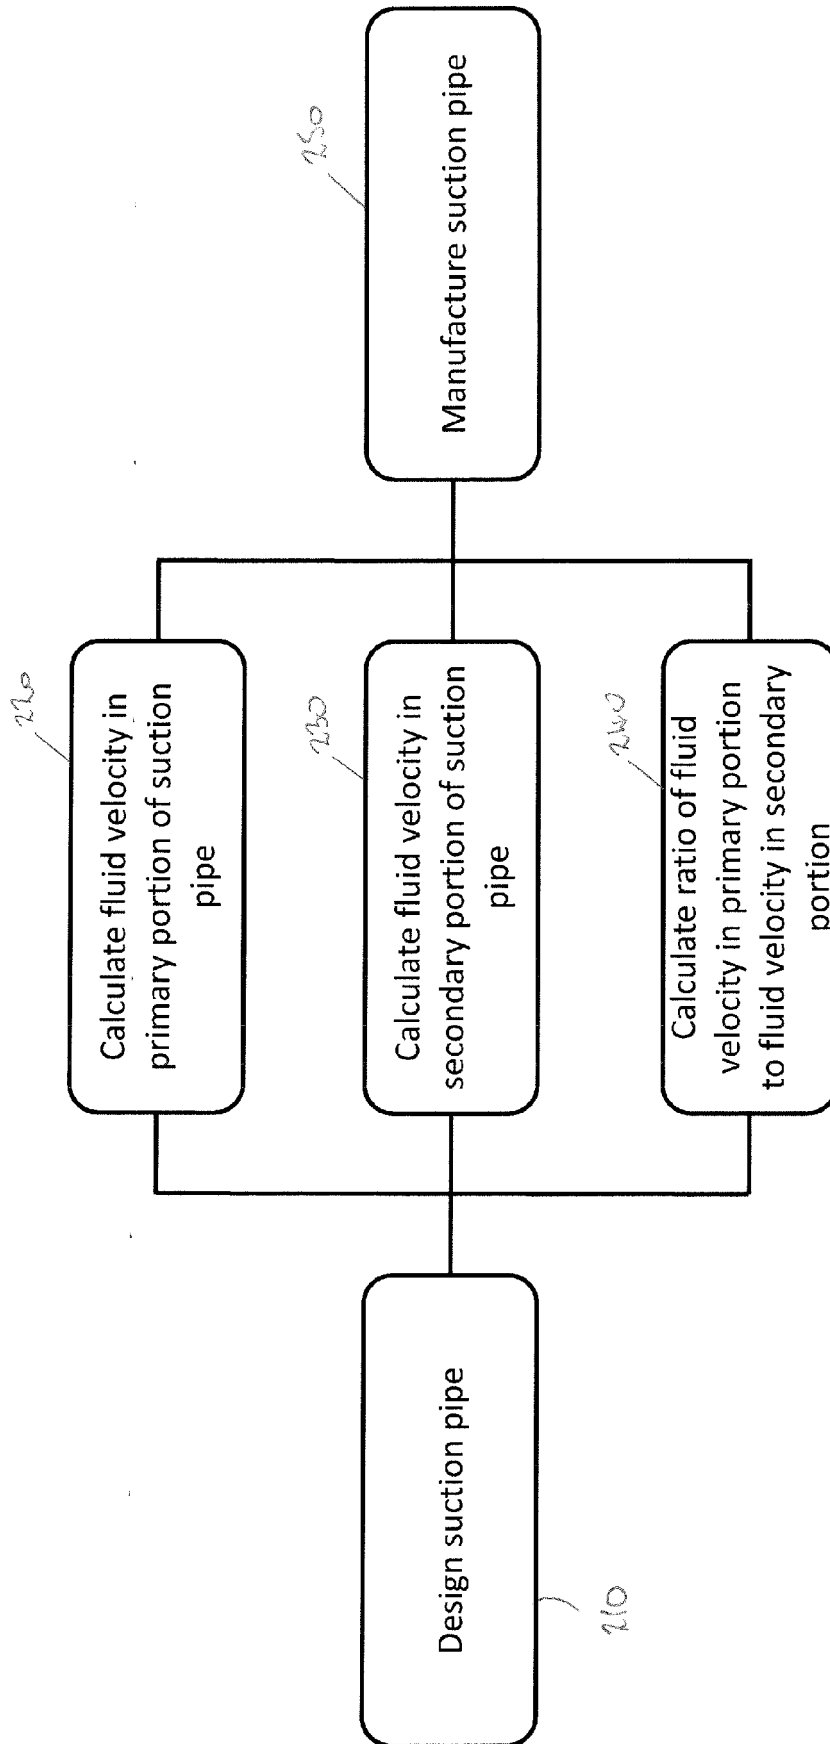 Design suction pipe
210
Calculate fluid velocity in
primary portion of suction
pipe
220
Calculate fluid velocity in
secondary portion of suction
pipe
230
Calculate ratio of fluid
velocity in primary portion
to fluid velocity in secondary
portion
240
Manufacture suction pipe
250